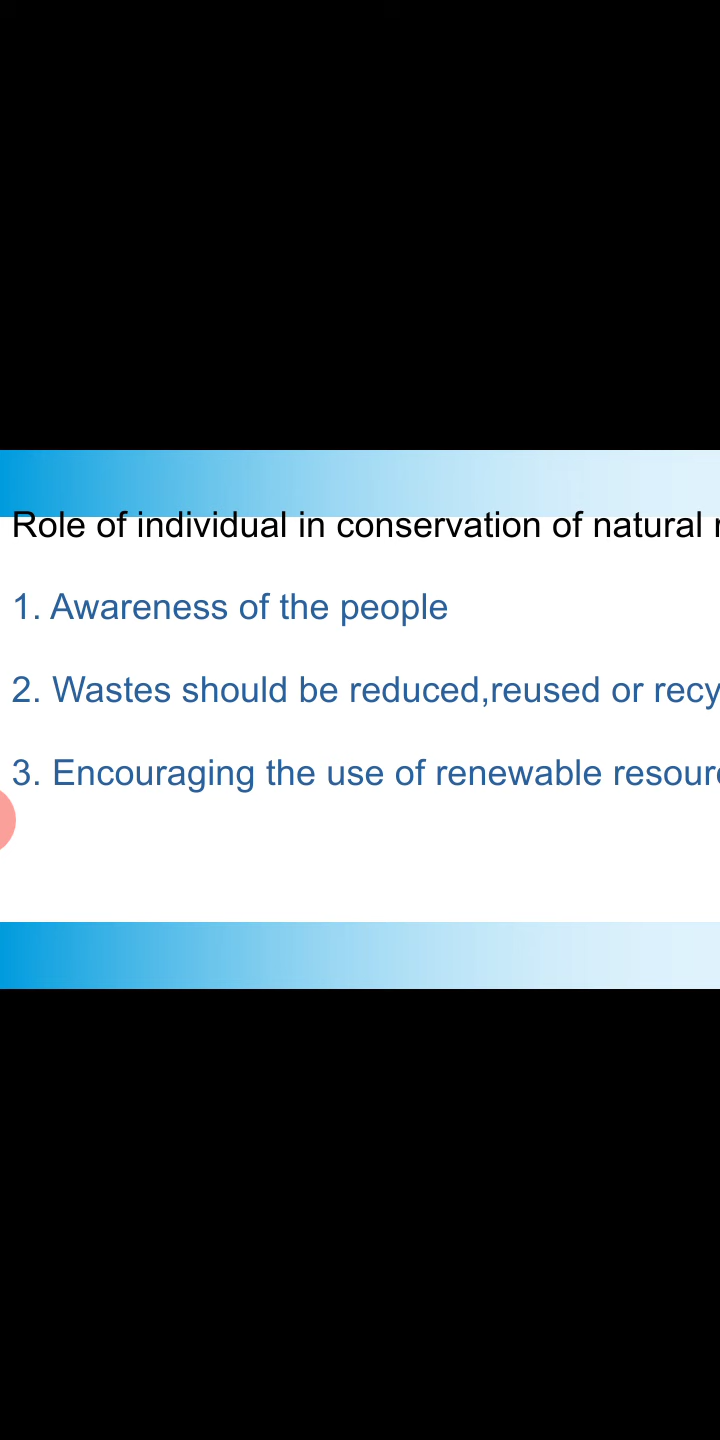 Role of individual in conservation of natural
1. Awareness of the people
2. Wastes should be reduced,reused or
3. Encouraging the use of renewable